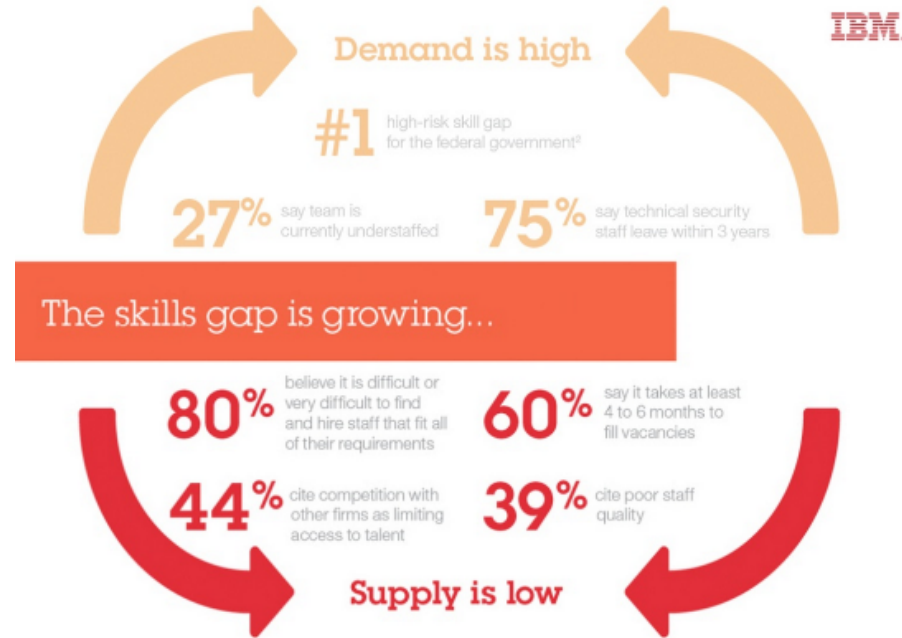 IBM.
Demand is high
#1
high-risk skill gap
for the federal government²
27%
say team is
currently understaffed
75%
say technical security
staff leave within 3 years
The skills gap is growing...
80%
believe it is difficult or
very difficult to find
and hire staff that fit all
of their requirements
60%
say it takes at least
4 to 6 months to
fill vacancies
44%
cite competition with
other firms as limiting
access to talent
39%
cite poor staff
quality
Supply is low